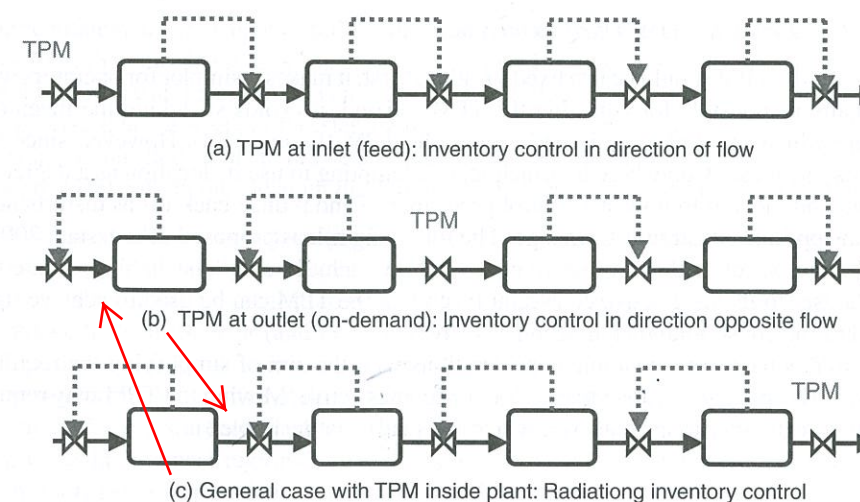 TPM
(a) TPM at inlet (feed): Inventory control in direction of flow
TPM
(b) TPM at outlet (on-demand): Inventory control in direction opposite flow
TPM
(c) General case with TPM inside plant: Radiationg inventory control